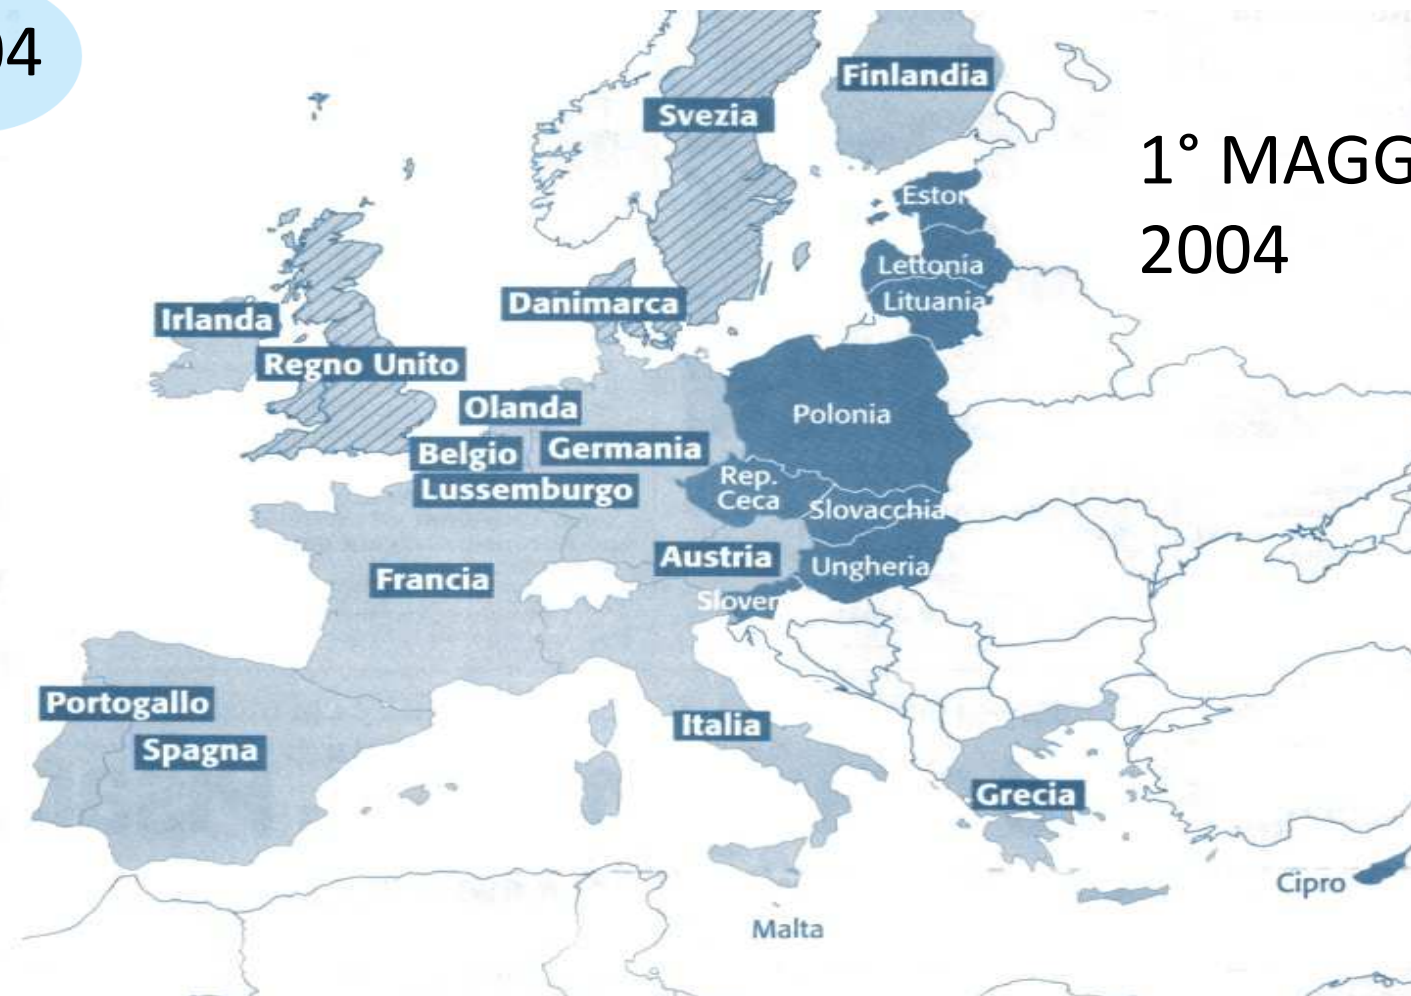 04
1° MAGG
2004
Finlandia
Svezia
Eston
Lettonia
Lituania
Danimarca
Irlanda
Regno Unito
Olanda
Polonia
Belgio
Germania
Lussemburgo
Rep.
Ceca
Slovacchia
Austria
Ungheria
Francia
Sloven
Portogallo
Italia
Spagna
Grecia
Cipro
Malta